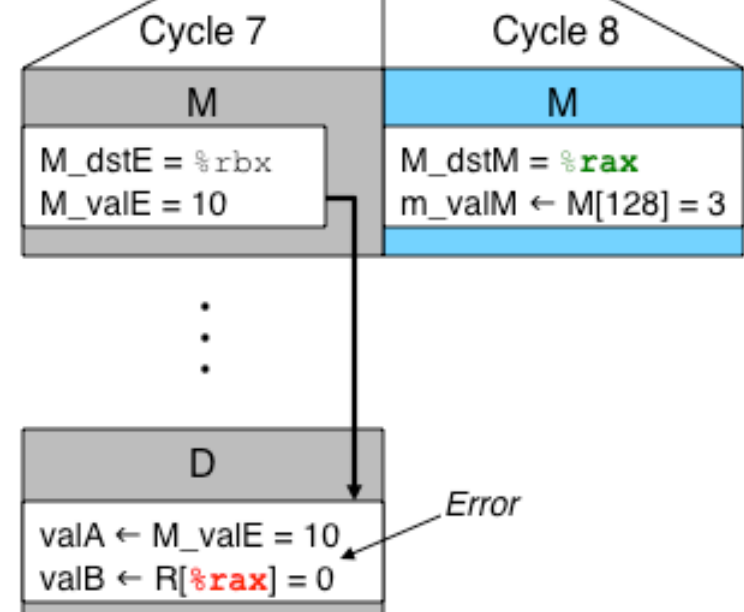 Cycle 7
Cycle 8
M
M_dstE = %rbx
M_valE = 10
M
M_dstM = %rax
m_valM ← M[128] = 3
D
valA ← M_valE = 10
valB ← R[%rax] = 0
Error